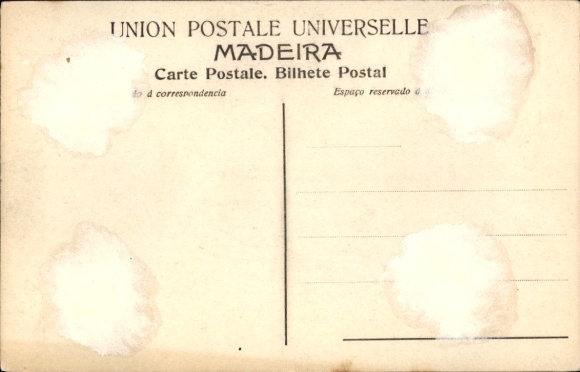 UNION POSTALE UNIVERSELLE
MADEIRA
Carte Postale. Bilhete Postal
á correspondencia
Espaço reservado á